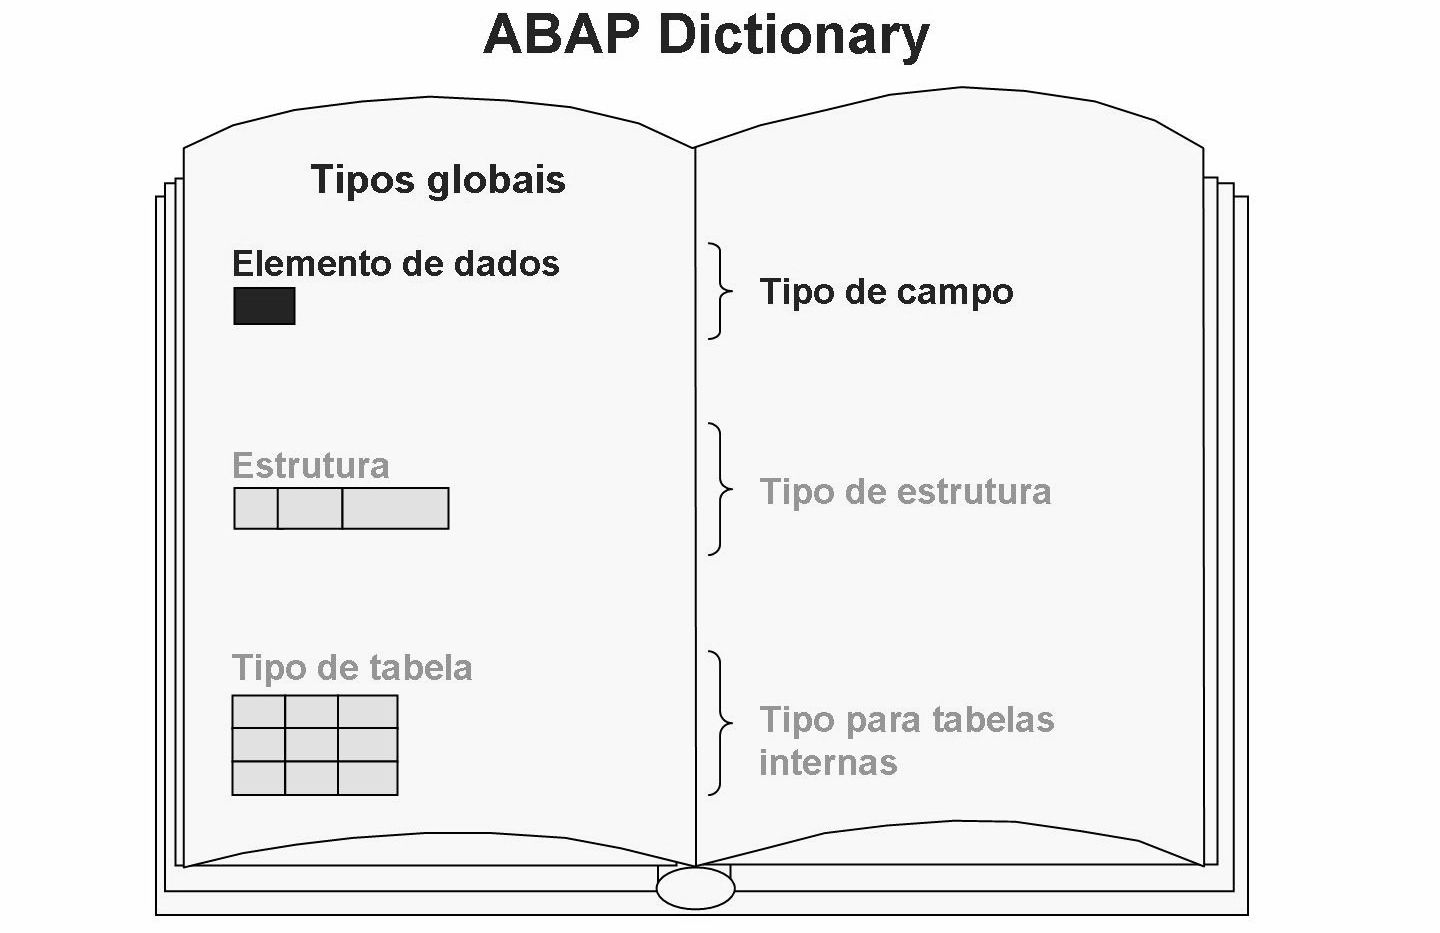 ABAP Dictionary
Tipos globais
Elemento de dados
Tipo de campo
Estrutura
Tipo de estrutura
Tipo de tabela
Tipo para tabelas
internas